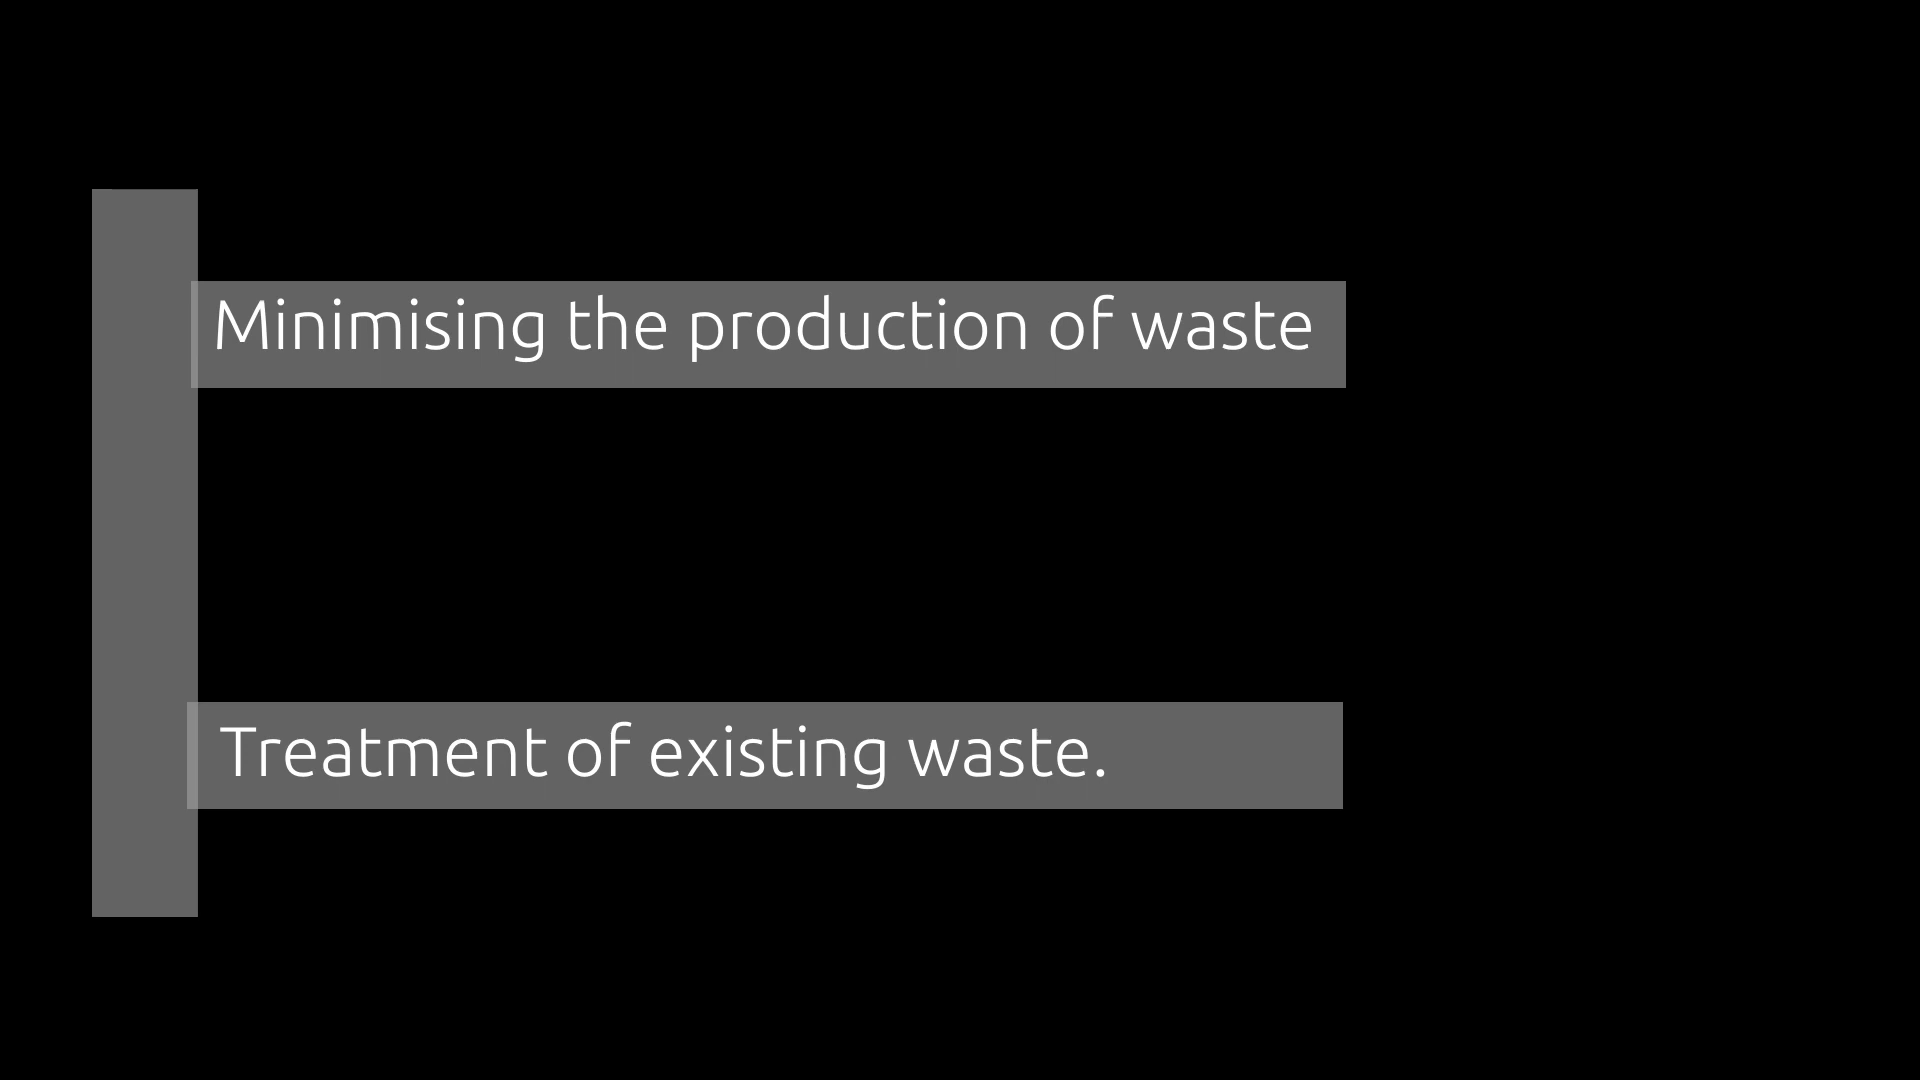 Minimising the production of waste
Treatment of existing waste.